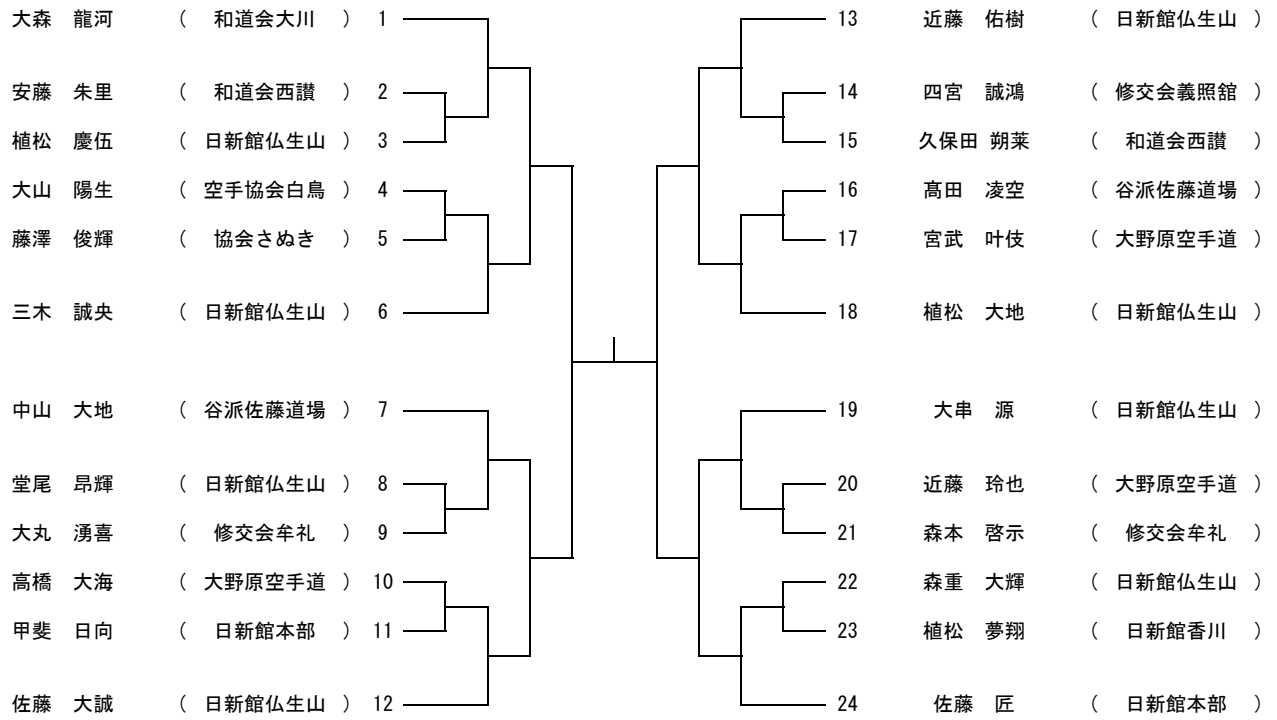 大森　龍河 （ 和道会大川 ） 1 13 近藤　佑樹 （ 日新館仏生山 ）
安藤　朱里 （ 和道会西讃 ） 2 14 四宮　誠鴻 （ 修交会義照舘 ）
植松　慶伍 （ 日新館仏生山 ） 3 15 久保田 朔莱 （ 和道会西讃 ）
大山　陽生 （ 空手協会白鳥 ） 4 16 髙田　凌空 （ 谷派佐藤道場 ）
藤澤　俊輝 （ 協会さぬき ） 5 17 宮武　叶伎 （ 大野原空手道 ）
三木　誠央 （ 日新館仏生山 ） 6 18 植松　大地 （ 日新館仏生山 ）
中山　大地 （ 谷派佐藤道場 ） 7 19 大串　源 （ 日新館仏生山 ）
堂尾　昂輝 （ 日新館仏生山 ） 8 20 近藤　玲也 （ 大野原空手道 ）
大丸　湧喜 （ 修交会牟礼 ） 9 21 森本　啓示 （ 修交会牟礼 ）
高橋　大海 （ 大野原空手道 ） 10 22 森重　大輝 （ 日新館仏生山 ）
甲斐　日向 （ 日新館本部 ） 11 23 植松　夢翔 （ 日新館香川 ）
佐藤　大誠 （ 日新館仏生山 ） 12 24 佐藤　匠 （ 日新館本部 ）